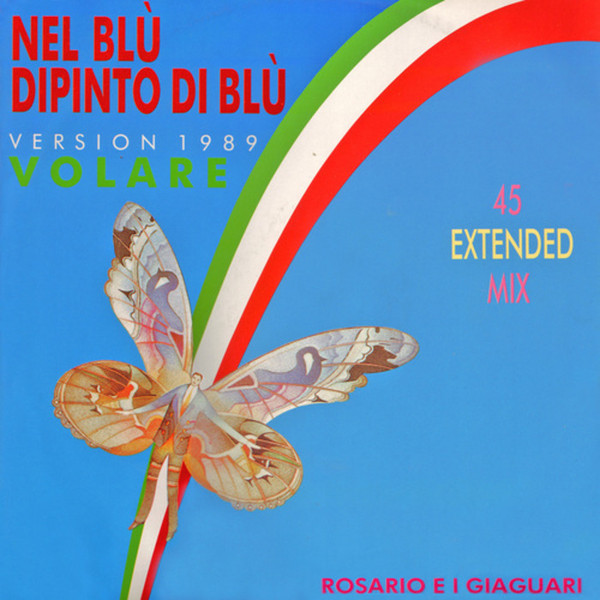 NEL BLÙ
DIPINTO DI BLÙ
VERSION 1989
VOLARE
45
EXTENDED
MIX
ROSARIO E I GIAGUARI